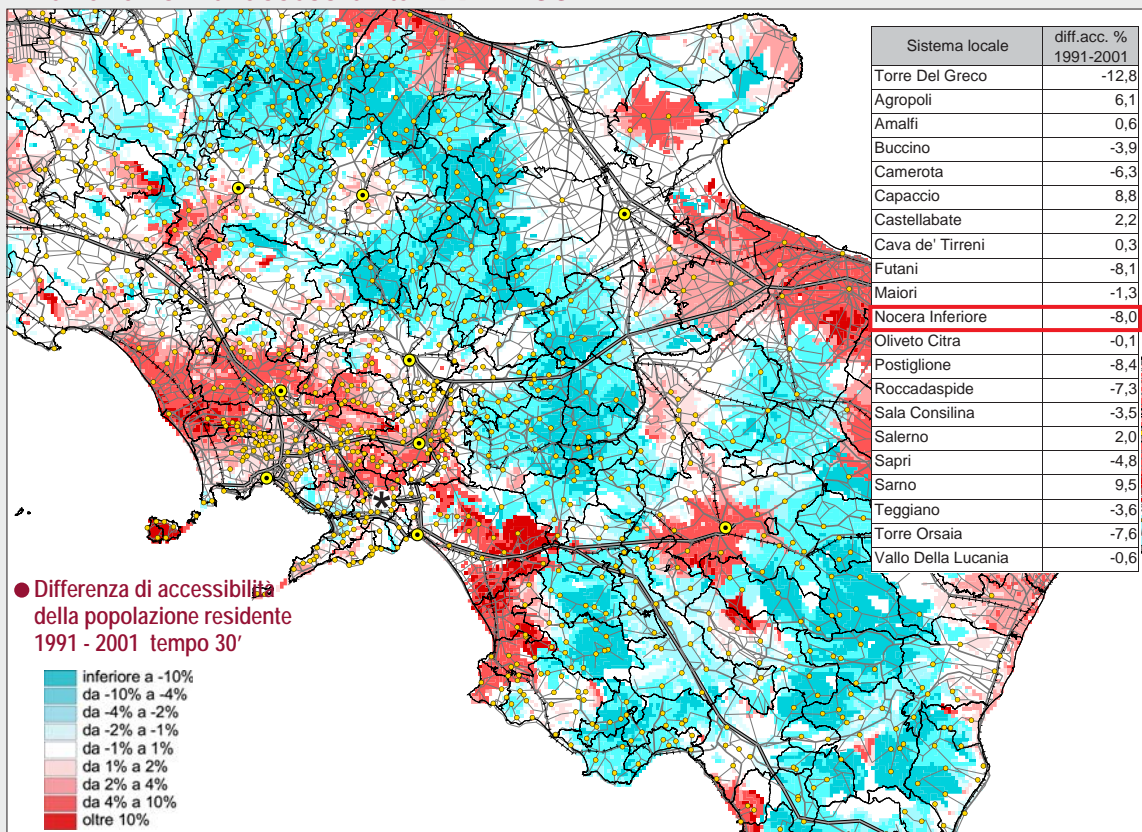 Sistema locale
diff.acc. %
1991-2001
Torre Del Greco -12,8
Agropoli 6,1
Amalfi 0,6
Buccino -3,9
Camerota -6,3
Capaccio 8,8
Castellabate 2,2
Cava de' Tirreni 0,3
Futani -8,1
Maiori -1,3
Nocera Inferiore -8,0
Oliveto Citra -0,1
Postiglione -8,4
Roccadaspide -7,3
Sala Consilina -3,5
Salerno 2,0
Sapri -4,8
Sarno 9,5
Teggiano -3,6
Torre Orsaia -7,6
Vallo Della Lucania -0,6
Differenza di accessibilità
della popolazione residente
1991 - 2001 tempo 30'
inferiore a -10%
da -10% a -4%
da -4% a -2%
da -2% a -1%
da -1% a 1%
da 1% a 2%
da 2% a 4%
da 4% a 10%
oltre 10%